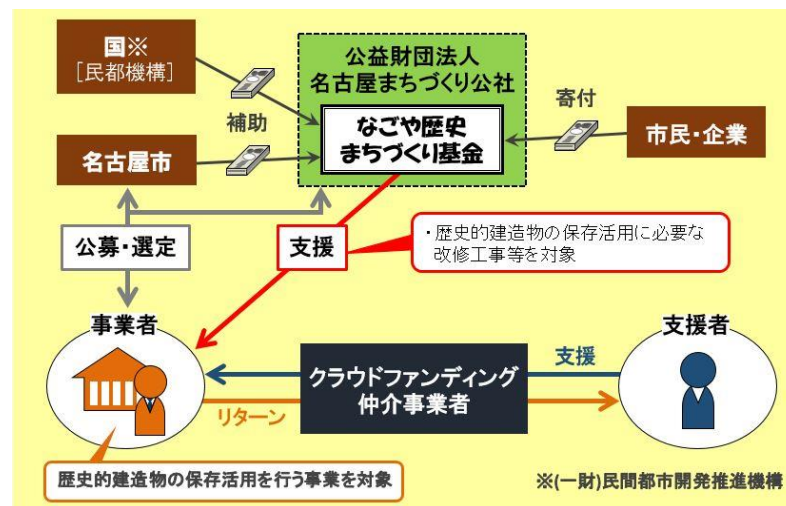 国※
[民都機構]
公益財団法人
名古屋まちづくり公社
なごや歴史
まちづくり基金
補助
寄付
市民・企業
名古屋市
公募・選定
支援
・歴史的建造物の保存活用に必要な
改修工事等を対象
事業者
支援者
クラウドファンディング
仲介事業者
支援
リターン
歴史的建造物の保存活用を行う事業を対象
※(一財)民間都市開発推進機構